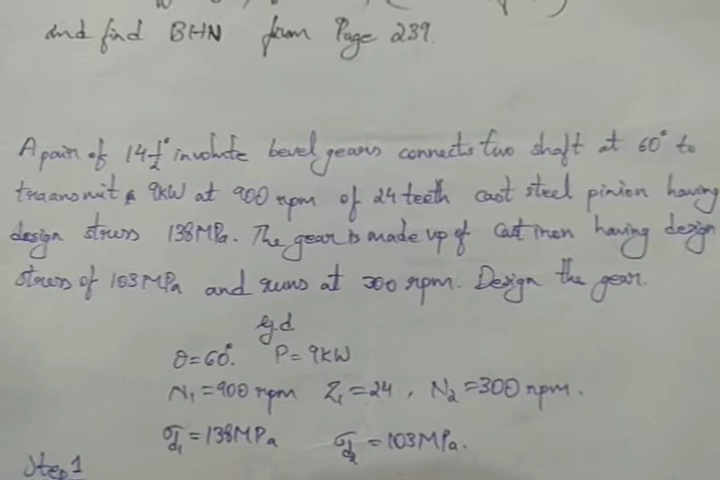 and find BHN from Page 239.
A pair of 14½° involute bevel gears connects two shaft at 60° to
traansmit 9kW at 900 rpm of 24 teeth cast steel pinion having
design stress 138MPa. The gear is made up of cast iron having design
stress of 103MPa and runs at 300 rpm. Design the gear.
g.d
θ=60°. P=9kW
N₁=900 rpm Z₁=24, N₂=300 rpm.
σd₁=138MPa σd₂=103MPa.
Step 1